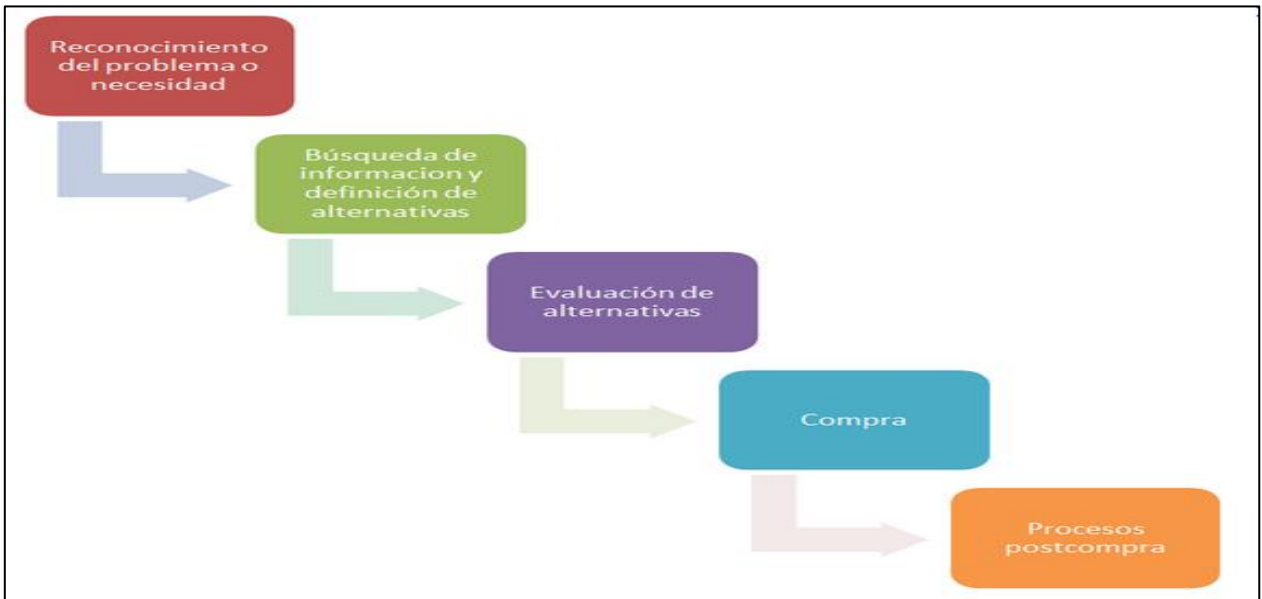 Reconocimiento
del problema o
necesidad
Búsqueda de
informacion y
definición de
alternativas
Evaluación de
alternativas
Compra
Procesos
postcompra